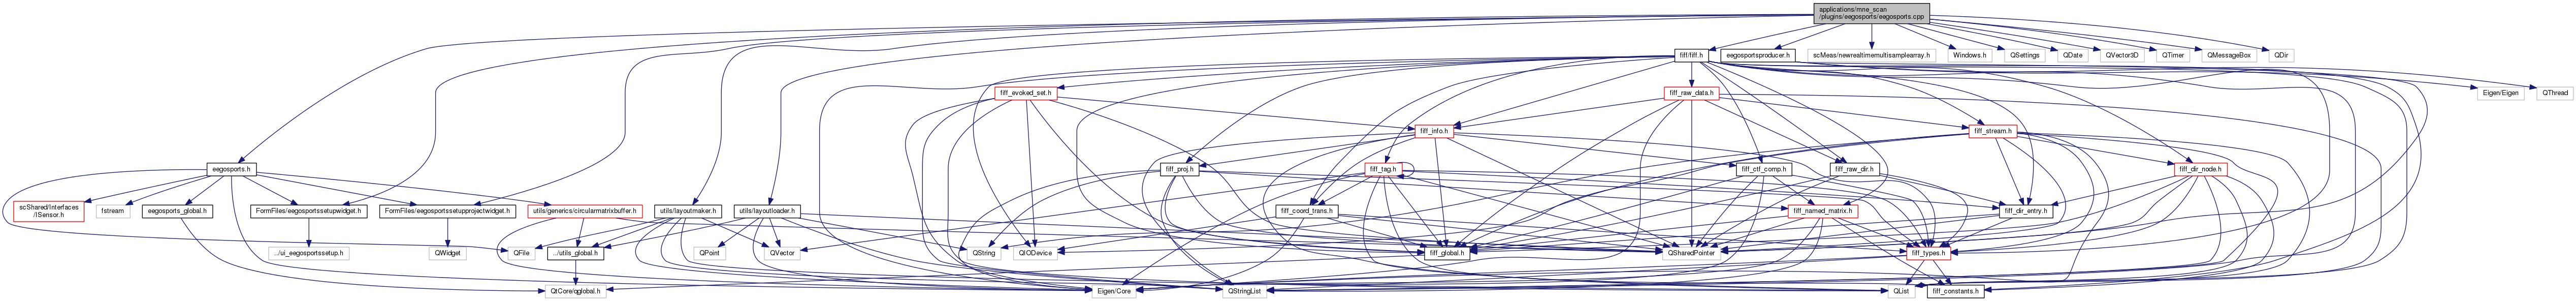 applications/mne_scan
/plugins/eegosports/eegosports.cpp
fiff/fiff.h
eegosportsproducer.h
scMeas/newrealtimemultisamplearray.h
Windows.h
QSettings
QDate
QVector3D
QTimer
QMessageBox
QDir
fiff_evoked_set.h
fiff_raw_data.h
Eigen/Eigen
QThread
fiff_info.h
fiff_stream.h
eegosports.h
fiff_proj.h
fiff_tag.h
fiff_ctf_comp.h
fiff_raw_dir.h
fiff_dir_node.h
scShared/Interfaces
/ISensor.h
fstream
eegosports_global.h
FormFiles/eegosportssetupwidget.h
FormFiles/eegosportssetupprojectwidget.h
utils/generics/circularmatrixbuffer.h
utils/layoutmaker.h
utils/layoutloader.h
fiff_coord_trans.h
fiff_named_matrix.h
fiff_dir_entry.h
.../ui_eegosportssetup.h
QWidget
QFile
.../utils_global.h
QPoint
QVector
QString
QIODevice
fiff_global.h
QSharedPointer
fiff_types.h
QtCore/qglobal.h
Eigen/Core
QStringList
QList
fiff_constants.h